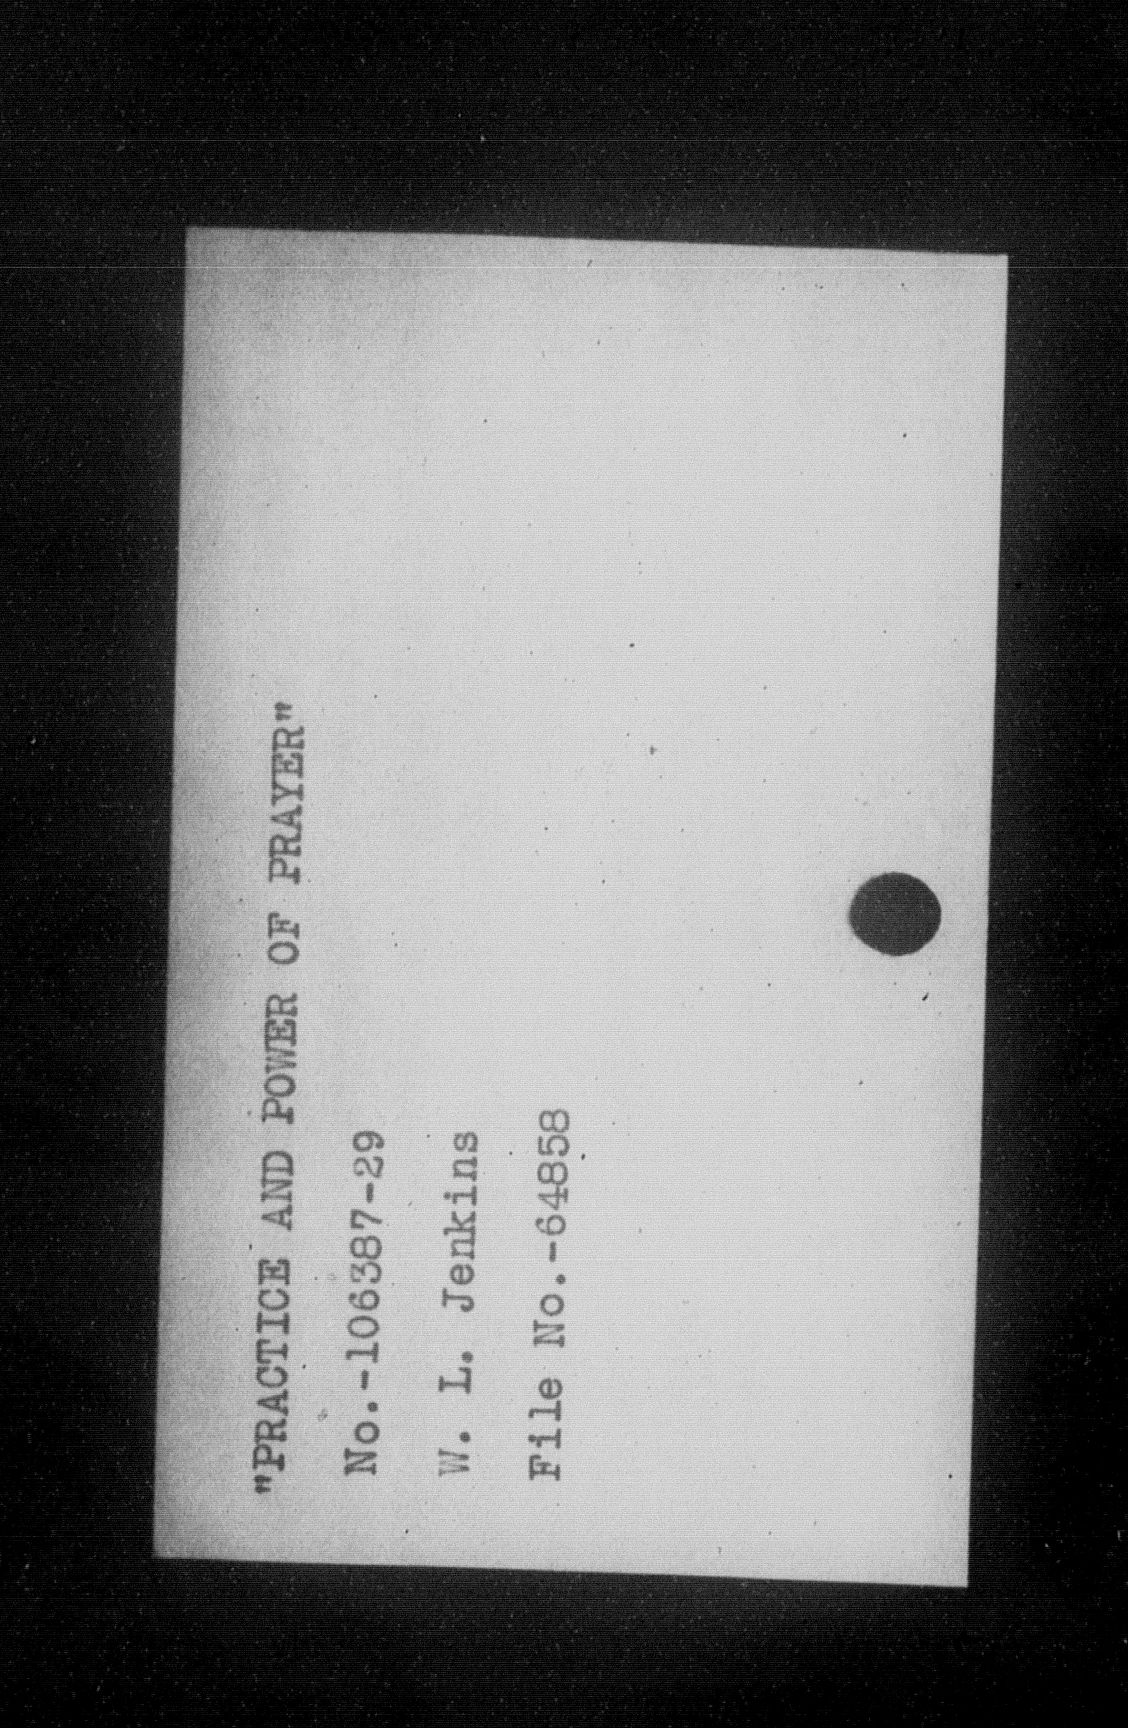 "PRACTICE AND POWER OF PRAYER"
No.-106387-29
W. L. Jenkins
File No.-64858